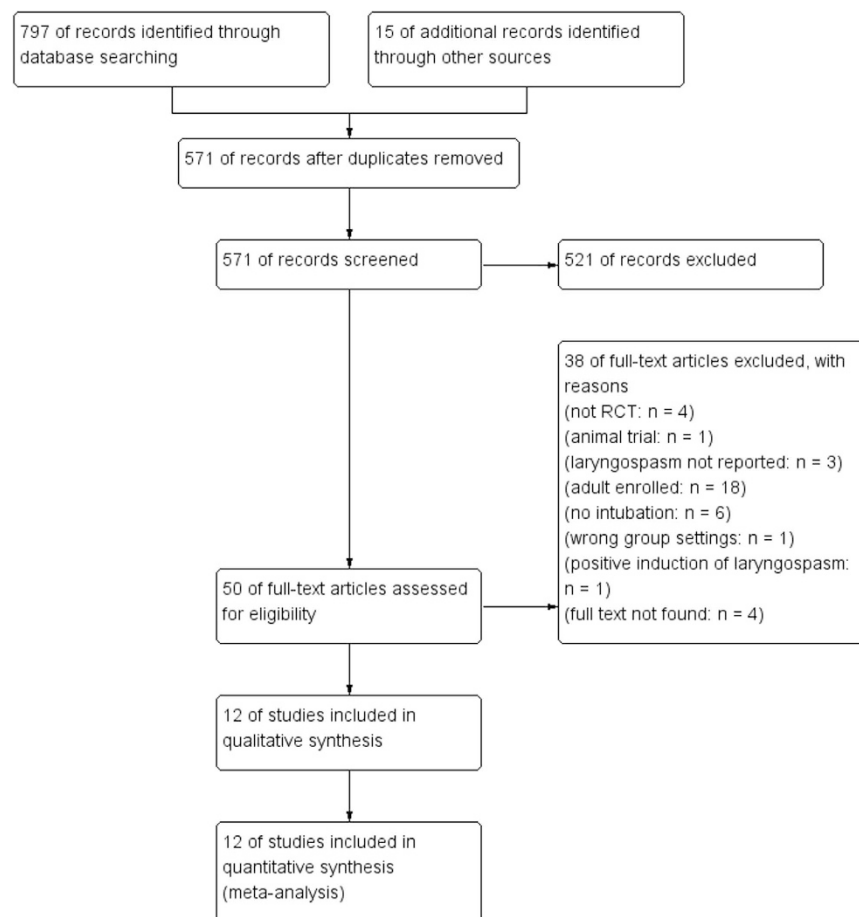 797 of records identified through
database searching
15 of additional records identified
through other sources
571 of records after duplicates removed
571 of records screened
521 of records excluded
38 of full-text articles excluded, with
reasons
(not RCT: n = 4)
(animal trial: n = 1)
(laryngospasm not reported: n = 3)
(adult enrolled: n = 18)
(no intubation: n = 6)
(wrong group settings: n = 1)
(positive induction of laryngospasm:
n = 1)
(full text not found: n = 4)
50 of full-text articles assessed
for eligibility
12 of studies included in
qualitative synthesis
12 of studies included in
quantitative synthesis
(meta-analysis)